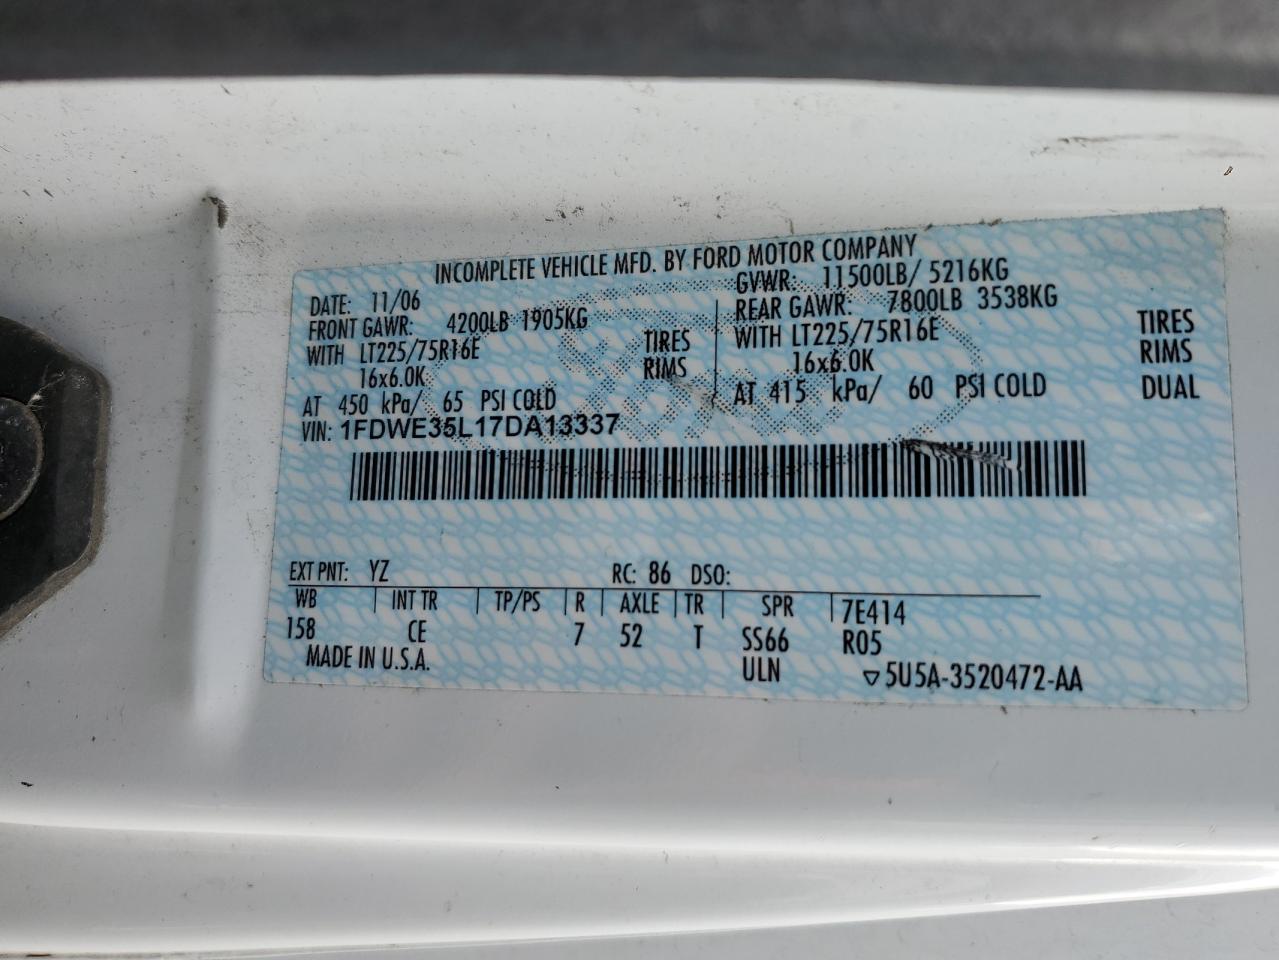 INCOMPLETE VEHICLE MFD. BY FORD MOTOR COMPANY
DATE: 11/06 GVWR: 11500LB/ 5216KG
FRONT GAWR: 4200LB 1905KG REAR GAWR: 7800LB 3538KG
WITH LT225/75R16E TIRES WITH LT225/75R16E TIRES
16x6.0K RIMS 16x6.0K RIMS
AT 450 kPa/ 65 PSI COLD AT 415 kPa/ 60 PSI COLD DUAL
VIN: 1FDWE35L17DA13337
EXT PNT: YZ RC: 86 DSO:
WB INT TR TP/PS R AXLE TR SPR 7E414
158 CE 7 52 T SS66 R05
MADE IN U.S.A. ULN ▽5U5A-3520472-AA